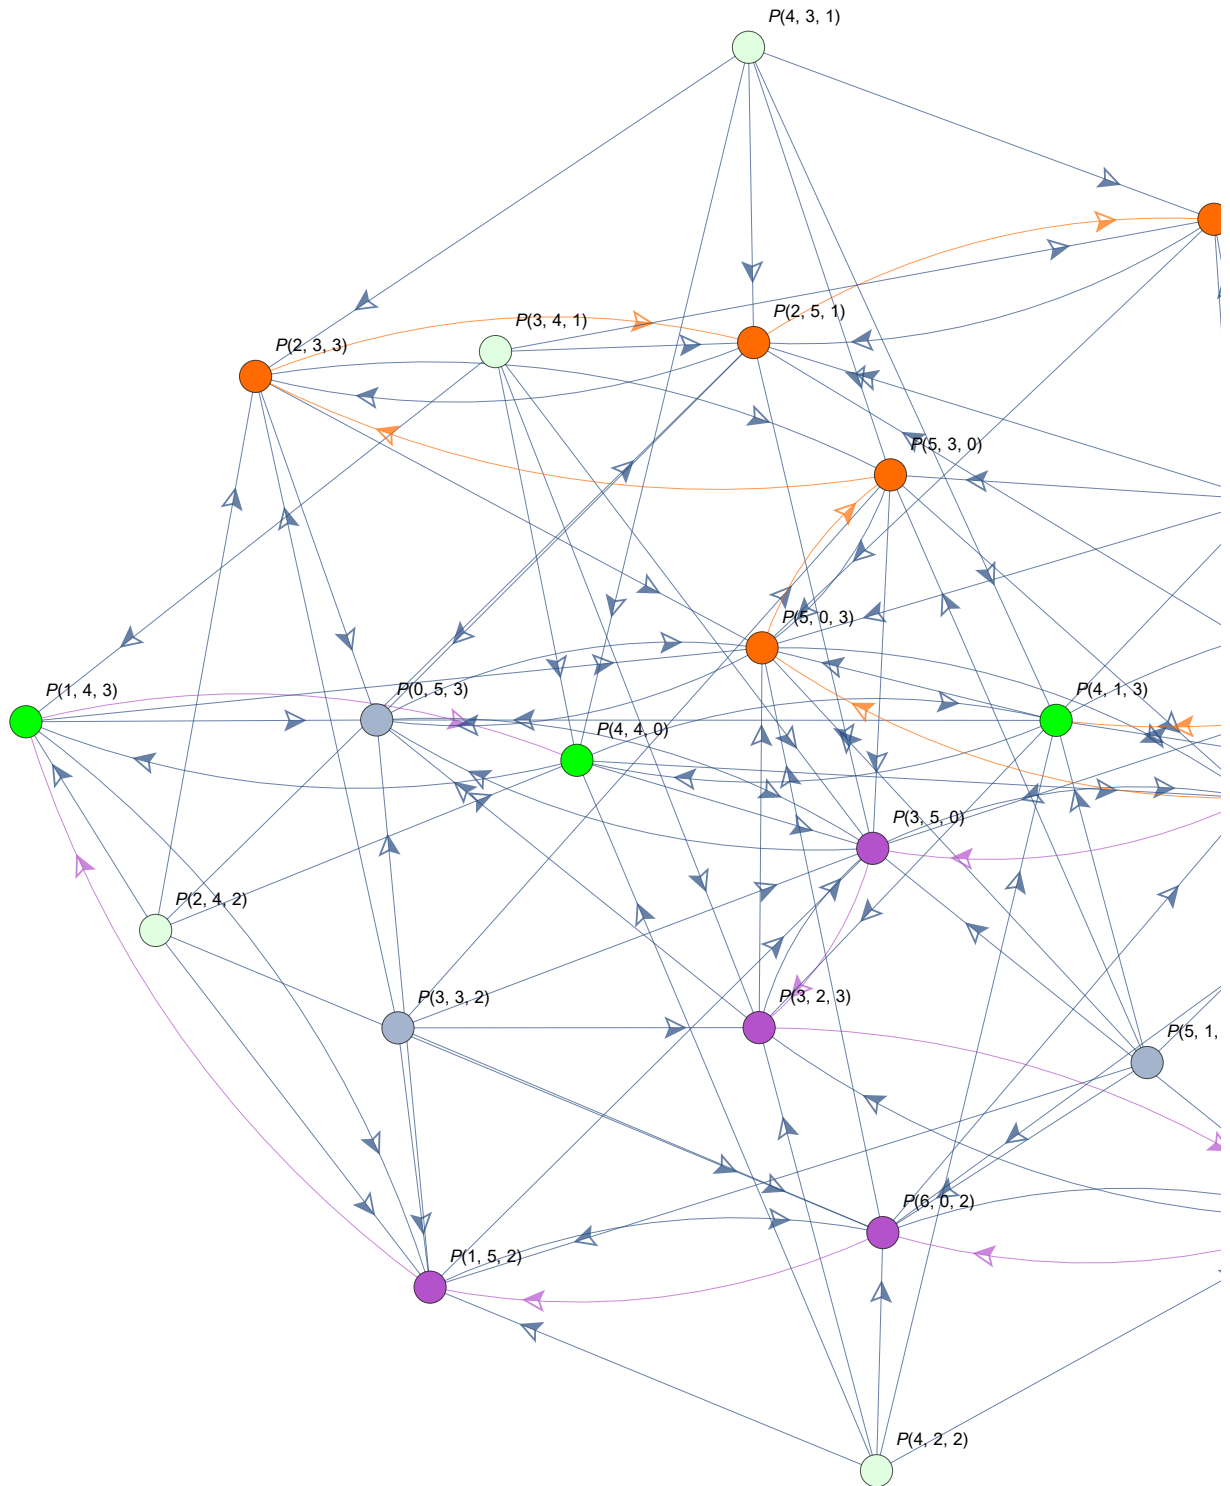 P(4, 3, 1)
P(3, 4, 1)
P(2, 5, 1)
P(2, 3, 3)
P(5, 3, 0)
P(5, 0, 3)
P(1, 4, 3)
P(0, 5, 3)
P(4, 1, 3)
P(4, 4, 0)
P(3, 5, 0)
P(2, 4, 2)
P(3, 3, 2)
P(3, 2, 3)
P(5, 1,
P(6, 0, 2)
P(1, 5, 2)
P(4, 2, 2)